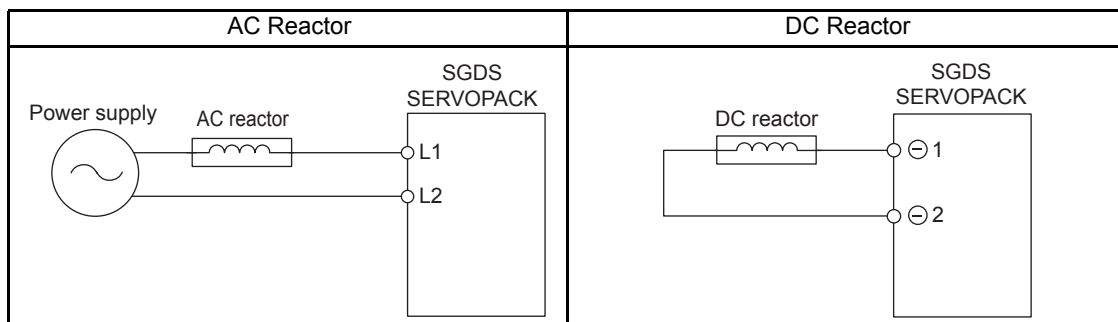 AC Reactor
DC Reactor
Power supply
AC reactor
SGDS
SERVOPACK
L1
L2
DC reactor
SGDS
SERVOPACK
⊖ 1
⊖ 2